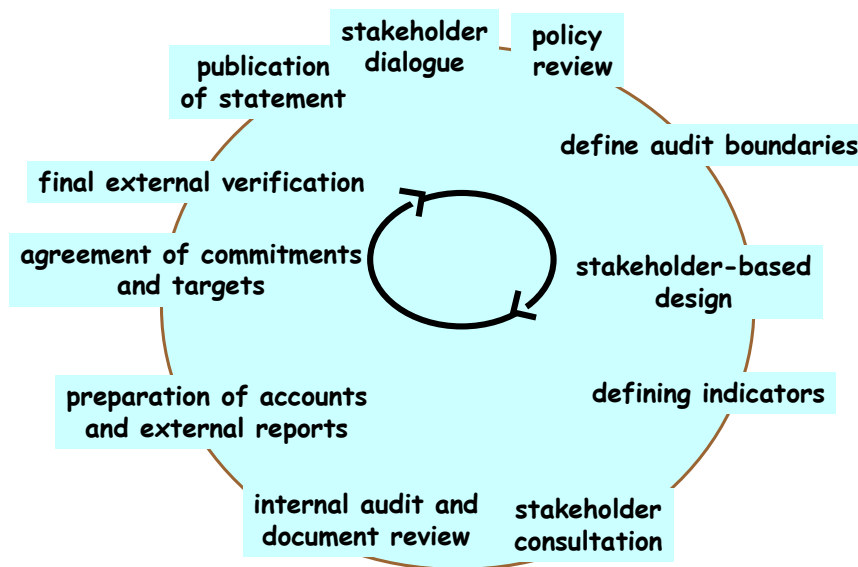 stakeholder
dialogue
policy
review
define audit boundaries
stakeholder-based
design
defining indicators
stakeholder
consultation
internal audit and
document review
preparation of accounts
and external reports
agreement of commitments
and targets
final external verification
publication
of statement